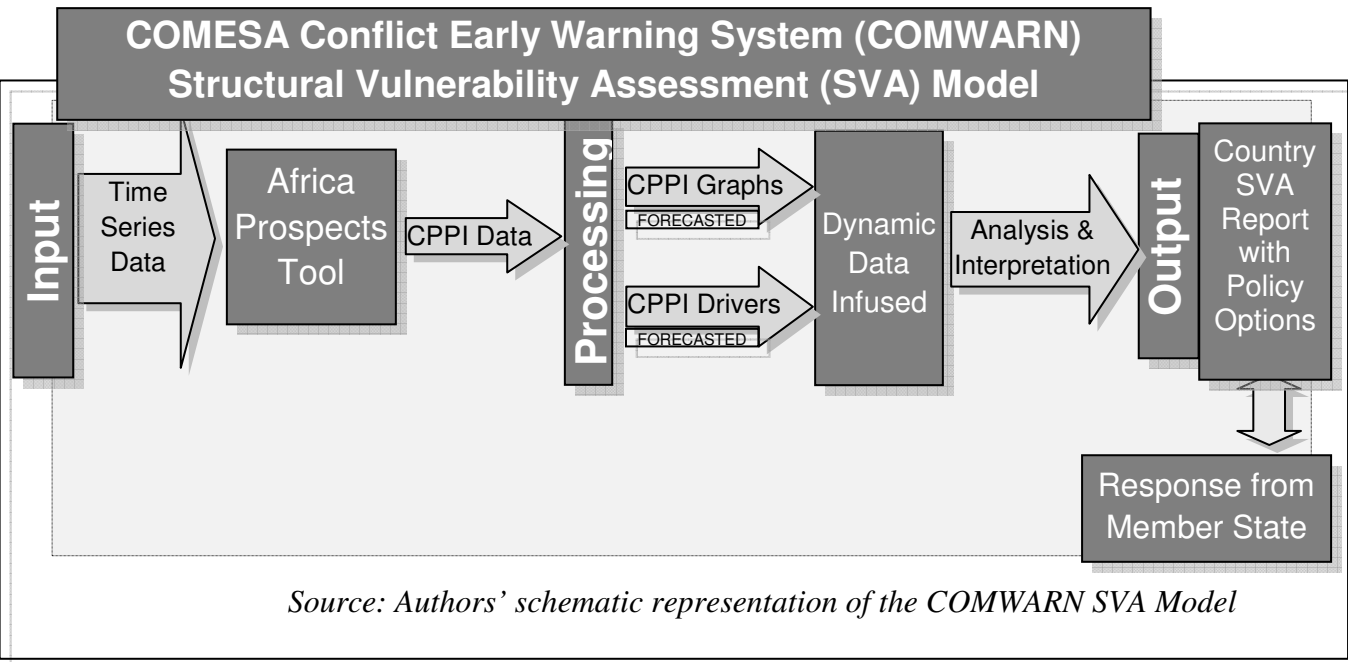 COMESA Conflict Early Warning System (COMWARN)
Structural Vulnerability Assessment (SVA) Model
Input
Time
Series
Data
Africa
Prospects
Tool
CPPI Data
Processing
CPPI Graphs
FORECASTED
CPPI Drivers
FORECASTED
Dynamic
Data
Infused
Analysis &
Interpretation
Output
Country
SVA
Report
with
Policy
Options
Response from
Member State
Source: Authors’ schematic representation of the COMWARN SVA Model